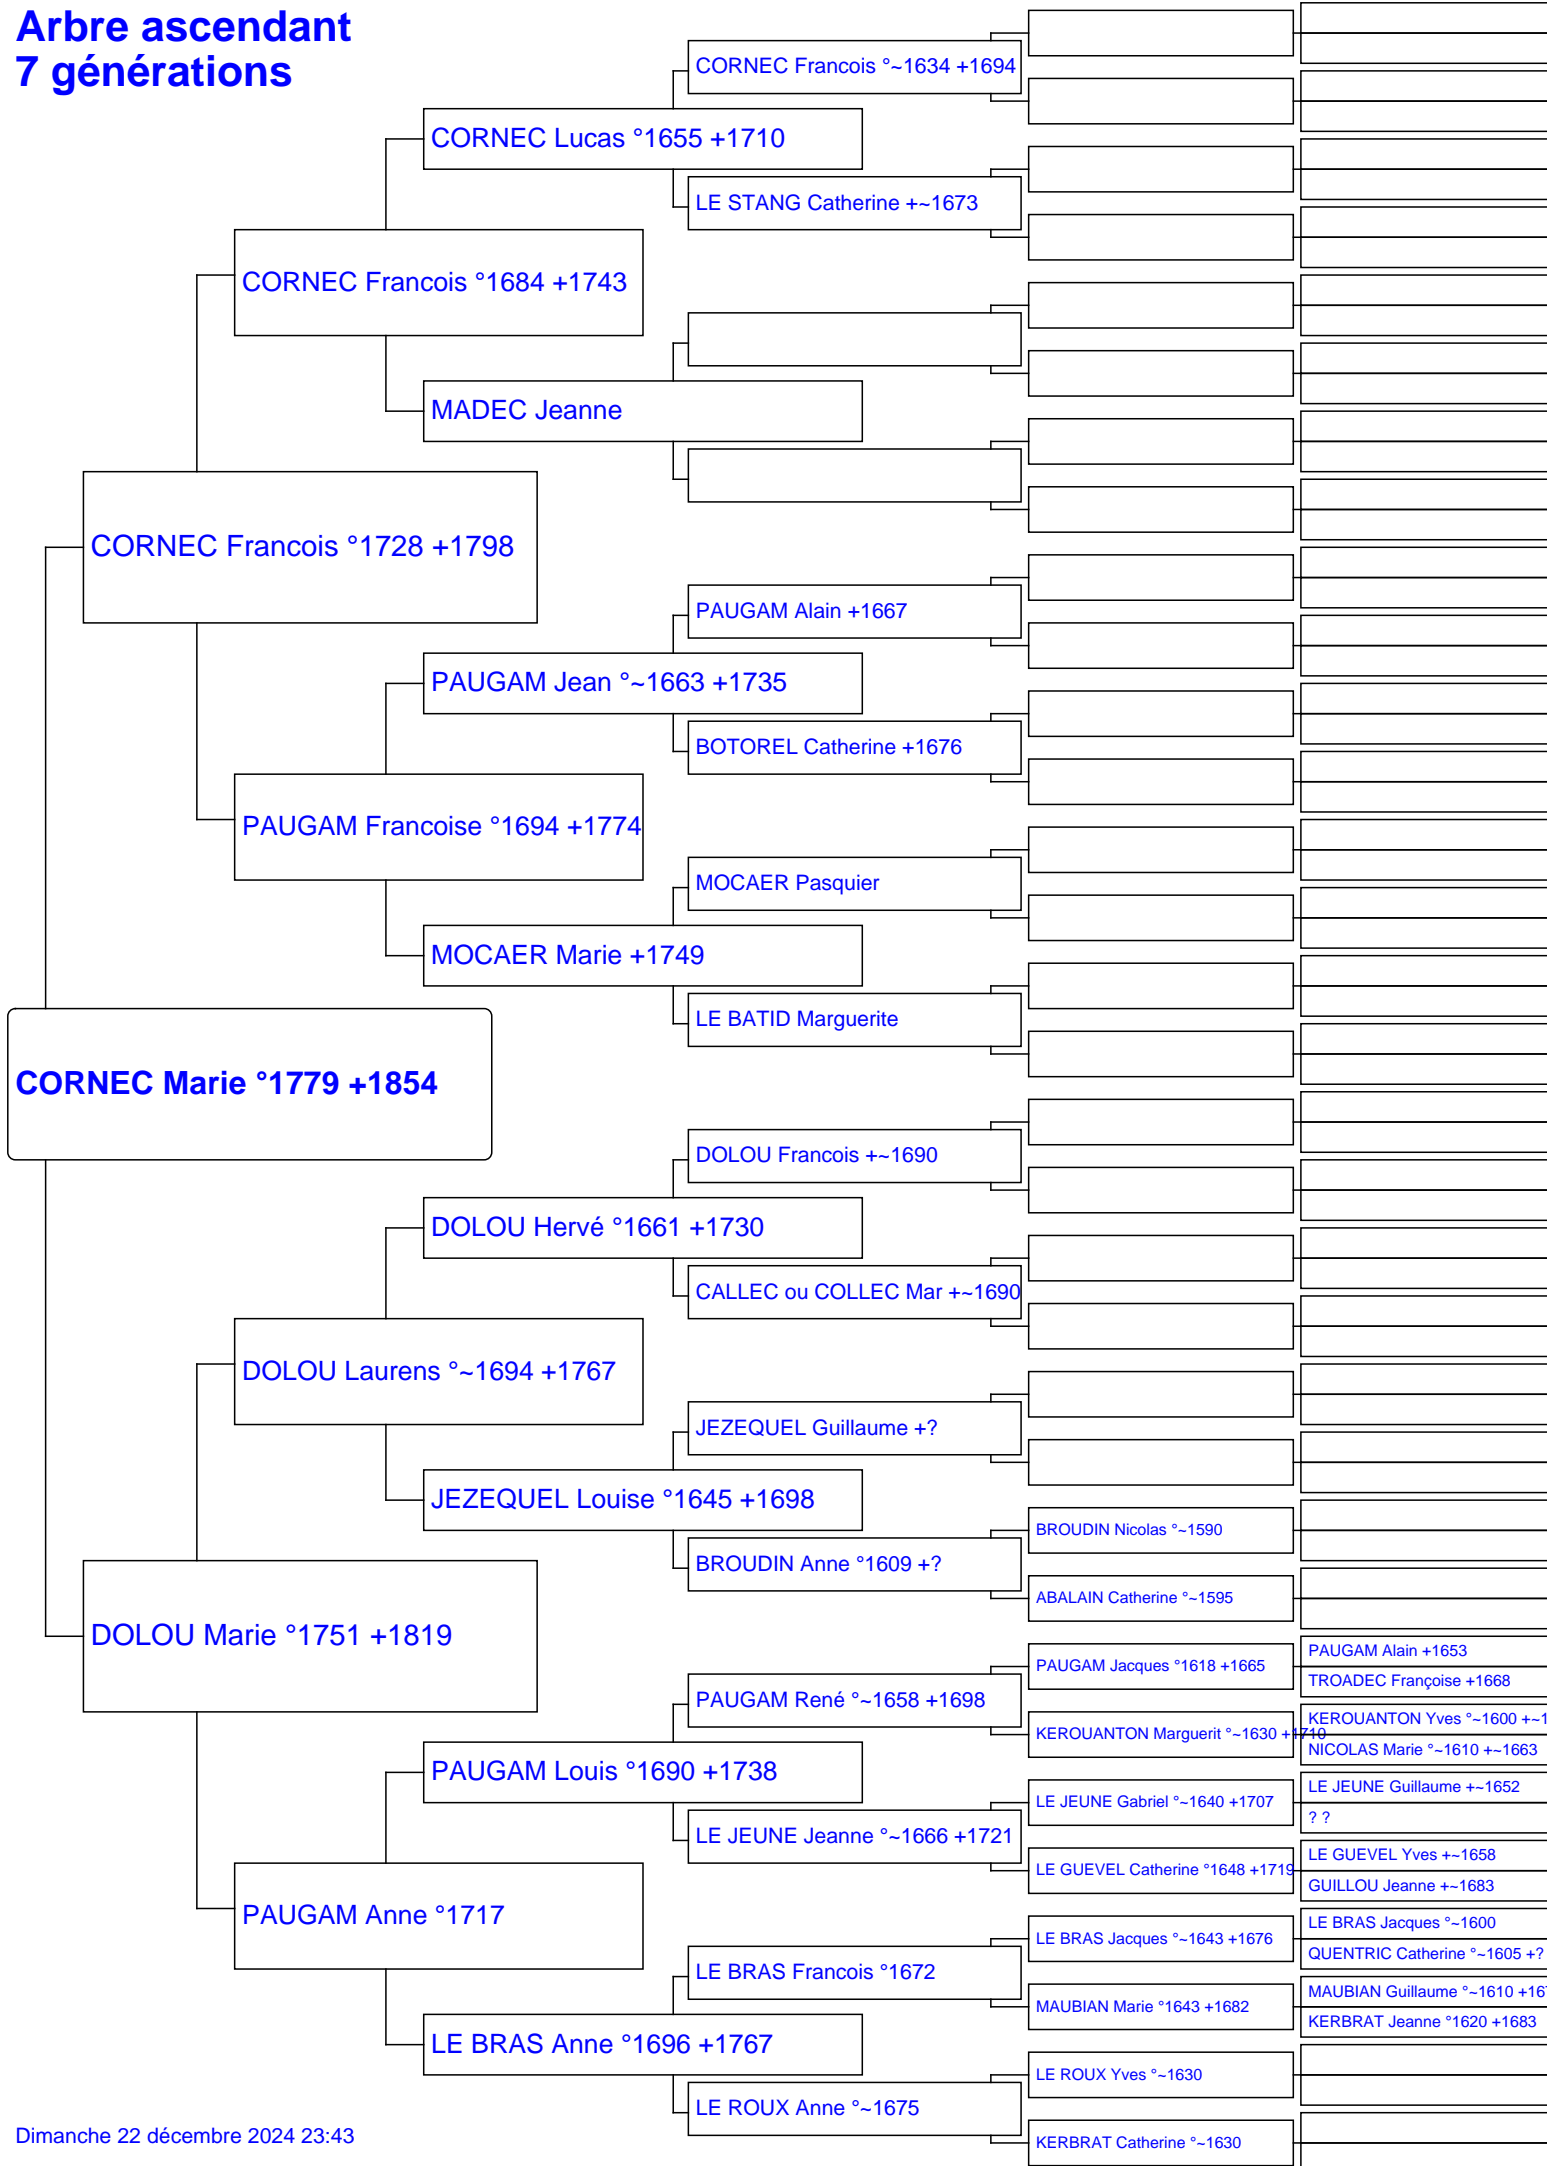 Arbre ascendant
7 générations
CORNEC Francois °~1634 +1694
CORNEC Lucas °1655 +1710
LE STANG Catherine +~1673
CORNEC Francois °1684 +1743
MADEC Jeanne
CORNEC Francois °1728 +1798
PAUGAM Alain +1667
PAUGAM Jean °~1663 +1735
BOTOREL Catherine +1676
PAUGAM Francoise °1694 +1774
MOCAER Pasquier
MOCAER Marie +1749
LE BATID Marguerite
CORNEC Marie °1779 +1854
DOLOU Francois +~1690
DOLOU Hervé °1661 +1730
CALLEC ou COLLEC Mar +~1690
DOLOU Laurens °~1694 +1767
JEZEQUEL Guillaume +?
JEZEQUEL Louise °1645 +1698
BROUDIN Nicolas °~1590
BROUDIN Anne °1609 +?
ABALAIN Catherine °~1595
DOLOU Marie °1751 +1819
PAUGAM Alain +1653
PAUGAM Jacques °1618 +1665
TROADEC Françoise +1668
PAUGAM René °~1658 +1698
KEROUANTON Yves °~1600 +~1
KEROUANTON Marguerit °~1630 +1710
NICOLAS Marie °~1610 +~1663
PAUGAM Louis °1690 +1738
LE JEUNE Guillaume +~1652
LE JEUNE Gabriel °~1640 +1707
? ?
LE JEUNE Jeanne °~1666 +1721
LE GUEVEL Yves +~1658
LE GUEVEL Catherine °1648 +1719
GUILLOU Jeanne +~1683
PAUGAM Anne °1717
LE BRAS Jacques °~1600
LE BRAS Jacques °~1643 +1676
QUENTRIC Catherine °~1605 +?
LE BRAS Francois °1672
MAUBIAN Guillaume °~1610 +16
MAUBIAN Marie °1643 +1682
KERBRAT Jeanne °1620 +1683
LE BRAS Anne °1696 +1767
LE ROUX Yves °~1630
LE ROUX Anne °~1675
KERBRAT Catherine °~1630
Dimanche 22 décembre 2024 23:43